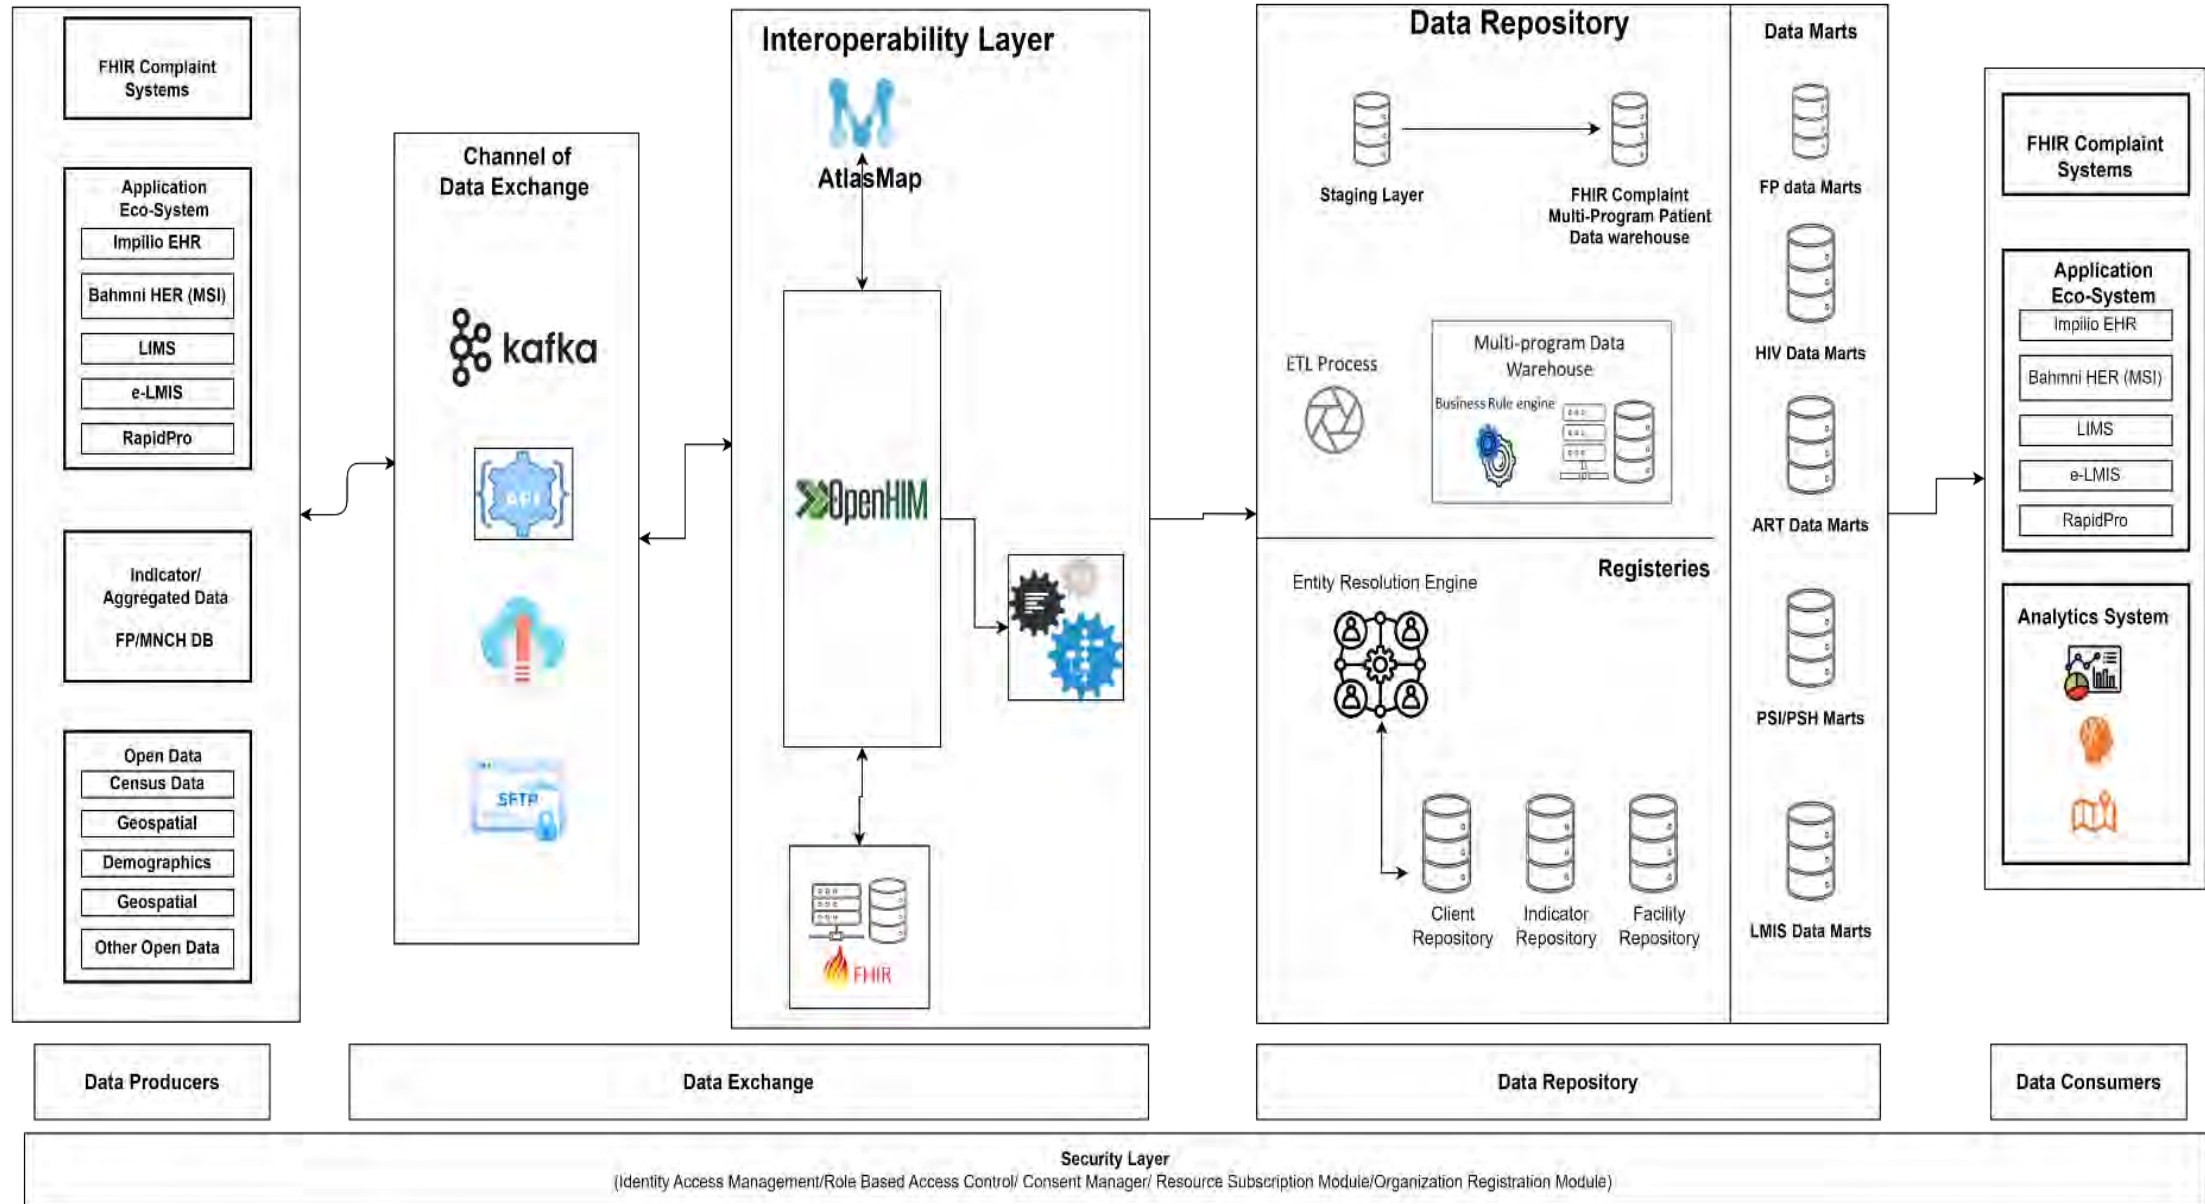 FHIR Complaint
Systems
Application
Eco-System
Impilio EHR
Bahmni HER (MSI)
LIMS
e-LMIS
RapidPro
Indicator/
Aggregated Data
FP/MNCH DB
Open Data
Census Data
Geospatial
Demographics
Geospatial
Other Open Data
Channel of
Data Exchange
kafka
API
SFTP
Interoperability Layer
AtlasMap
OpenHIM
FHIR
Data Repository
Staging Layer
FHIR Complaint
Multi-Program Patient
Data warehouse
ETL Process
Multi-program Data
Warehouse
Business Rule engine
Registeries
Entity Resolution Engine
Client
Repository
Indicator
Repository
Facility
Repository
Data Marts
FP data Marts
HIV Data Marts
ART Data Marts
PSI/PSH Marts
LMIS Data Marts
FHIR Complaint
Systems
Application
Eco-System
Impilio EHR
Bahmni HER (MSI)
LIMS
e-LMIS
RapidPro
Analytics System
Data Producers
Data Exchange
Data Repository
Data Consumers
Security Layer
(Identity Access Management/Role Based Access Control/ Consent Manager/ Resource Subscription Module/Organization Registration Module)